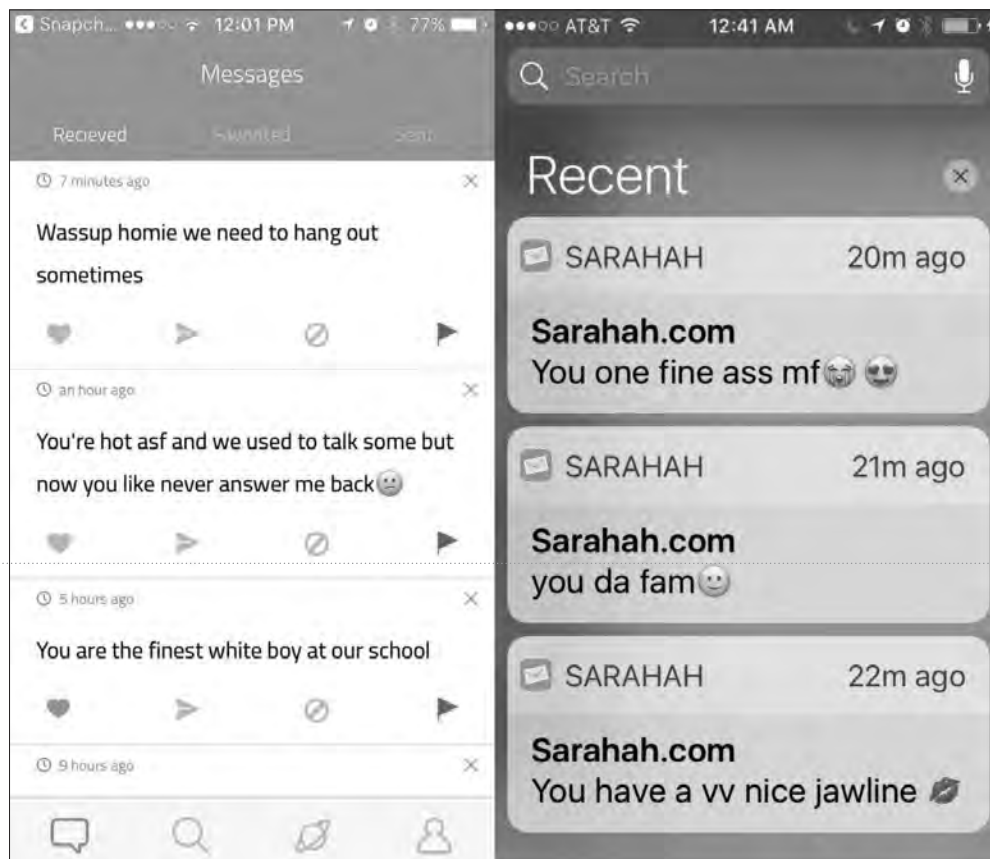 Snapch... 12:01 PM 77%
Messages
Recieved Favorited Sent
7 minutes ago
Wassup homie we need to hang out
sometimes
an hour ago
You're hot asf and we used to talk some but
now you like never answer me back🙁
5 hours ago
You are the finest white boy at our school
9 hours ago
AT&T 12:41 AM
Search
Recent
SARAHAH 20m ago
Sarahah.com
You one fine ass mf😭 😍
SARAHAH 21m ago
Sarahah.com
you da fam🙂
SARAHAH 22m ago
Sarahah.com
You have a vv nice jawline 💋